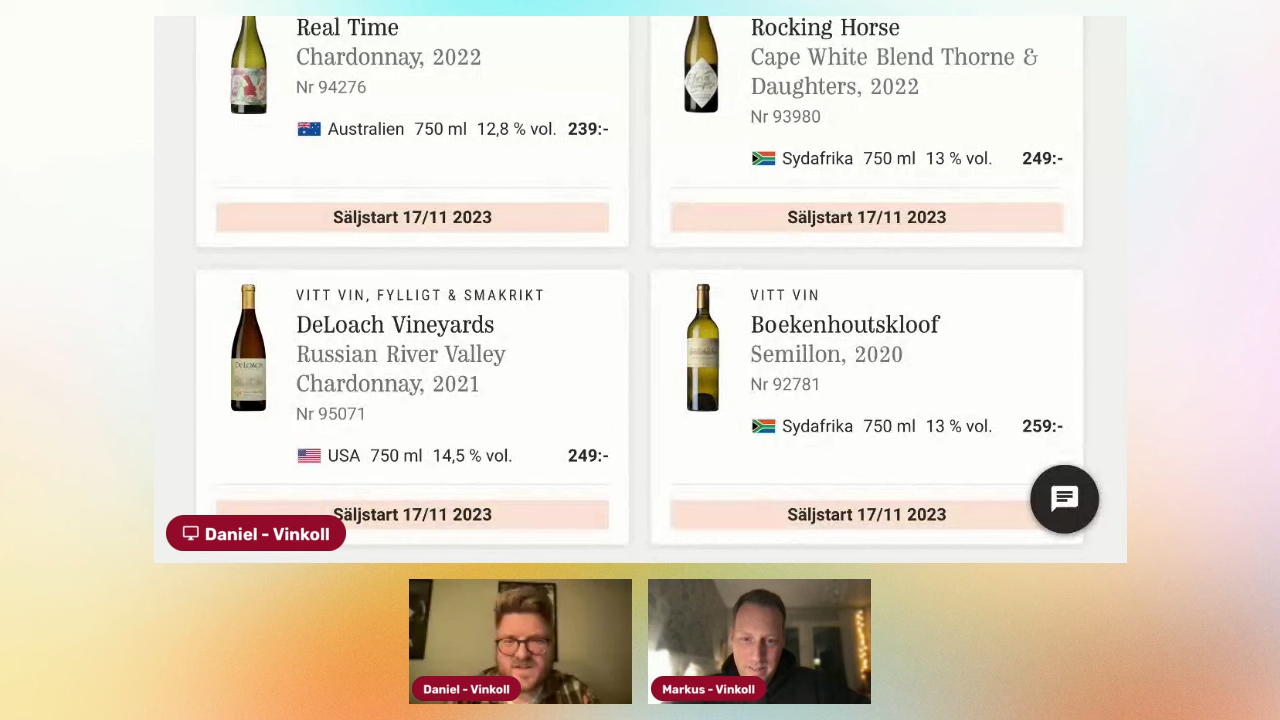 Real Time
Chardonnay, 2022
Nr 94276
Australien 750 ml 12,8 % vol. 239:-
Säljstart 17/11 2023
Rocking Horse
Cape White Blend Thorne &
Daughters, 2022
Nr 93980
Sydafrika 750 ml 13 % vol. 249:-
Säljstart 17/11 2023
VITT VIN, FYLLIGT & SMAKRIKT
DeLoach Vineyards
Russian River Valley
Chardonnay, 2021
Nr 95071
USA 750 ml 14,5 % vol. 249:-
Säljstart 17/11 2023
DELOACH
VITT VIN
Boekenhoutskloof
Semillon, 2020
Nr 92781
Sydafrika 750 ml 13 % vol. 259:-
Säljstart 17/11 2023
Daniel - Vinkoll
Daniel - Vinkoll
Markus - Vinkoll